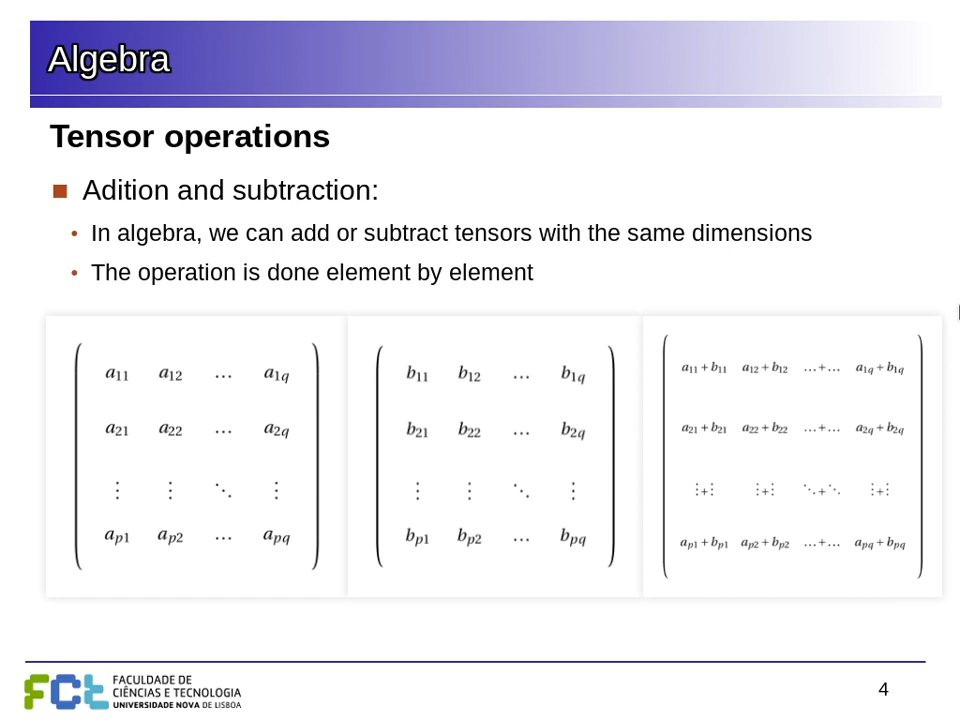 Algebra
Tensor operations
■ Adition and subtraction:
• In algebra, we can add or subtract tensors with the same dimensions
• The operation is done element by element
a11 a12 … a1q
a21 a22 … a2q
⋮ ⋮ ⋱ ⋮
ap1 ap2 … apq
b11 b12 … b1q
b21 b22 … b2q
⋮ ⋮ ⋱ ⋮
bp1 bp2 … bpq
a11 + b11 a12 + b12 …+… a1q + b1q
a21 + b21 a22 + b22 …+… a2q + b2q
⋮+⋮ ⋮+⋮ ⋱+⋱ ⋮+⋮
ap1 + bp1 ap2 + bp2 …+… apq + bpq
FCT
FACULDADE DE
CIÊNCIAS E TECNOLOGIA
UNIVERSIDADE NOVA DE LISBOA
4